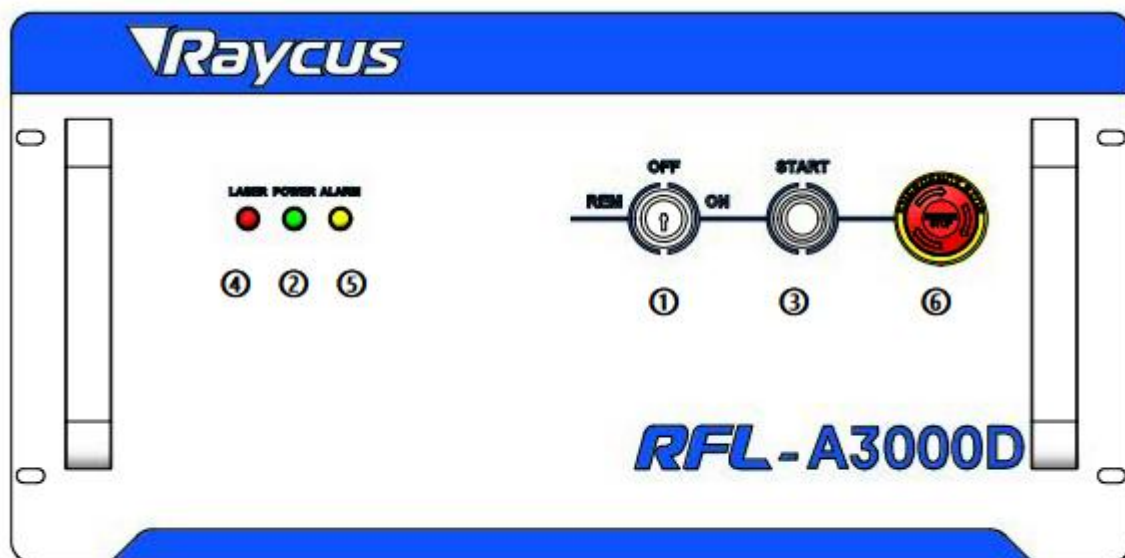 Raycus
OFF
START
LASER POWER ALARM
REM
ON
④ ② ⑤
① ③ ⑥
RFL-A3000D